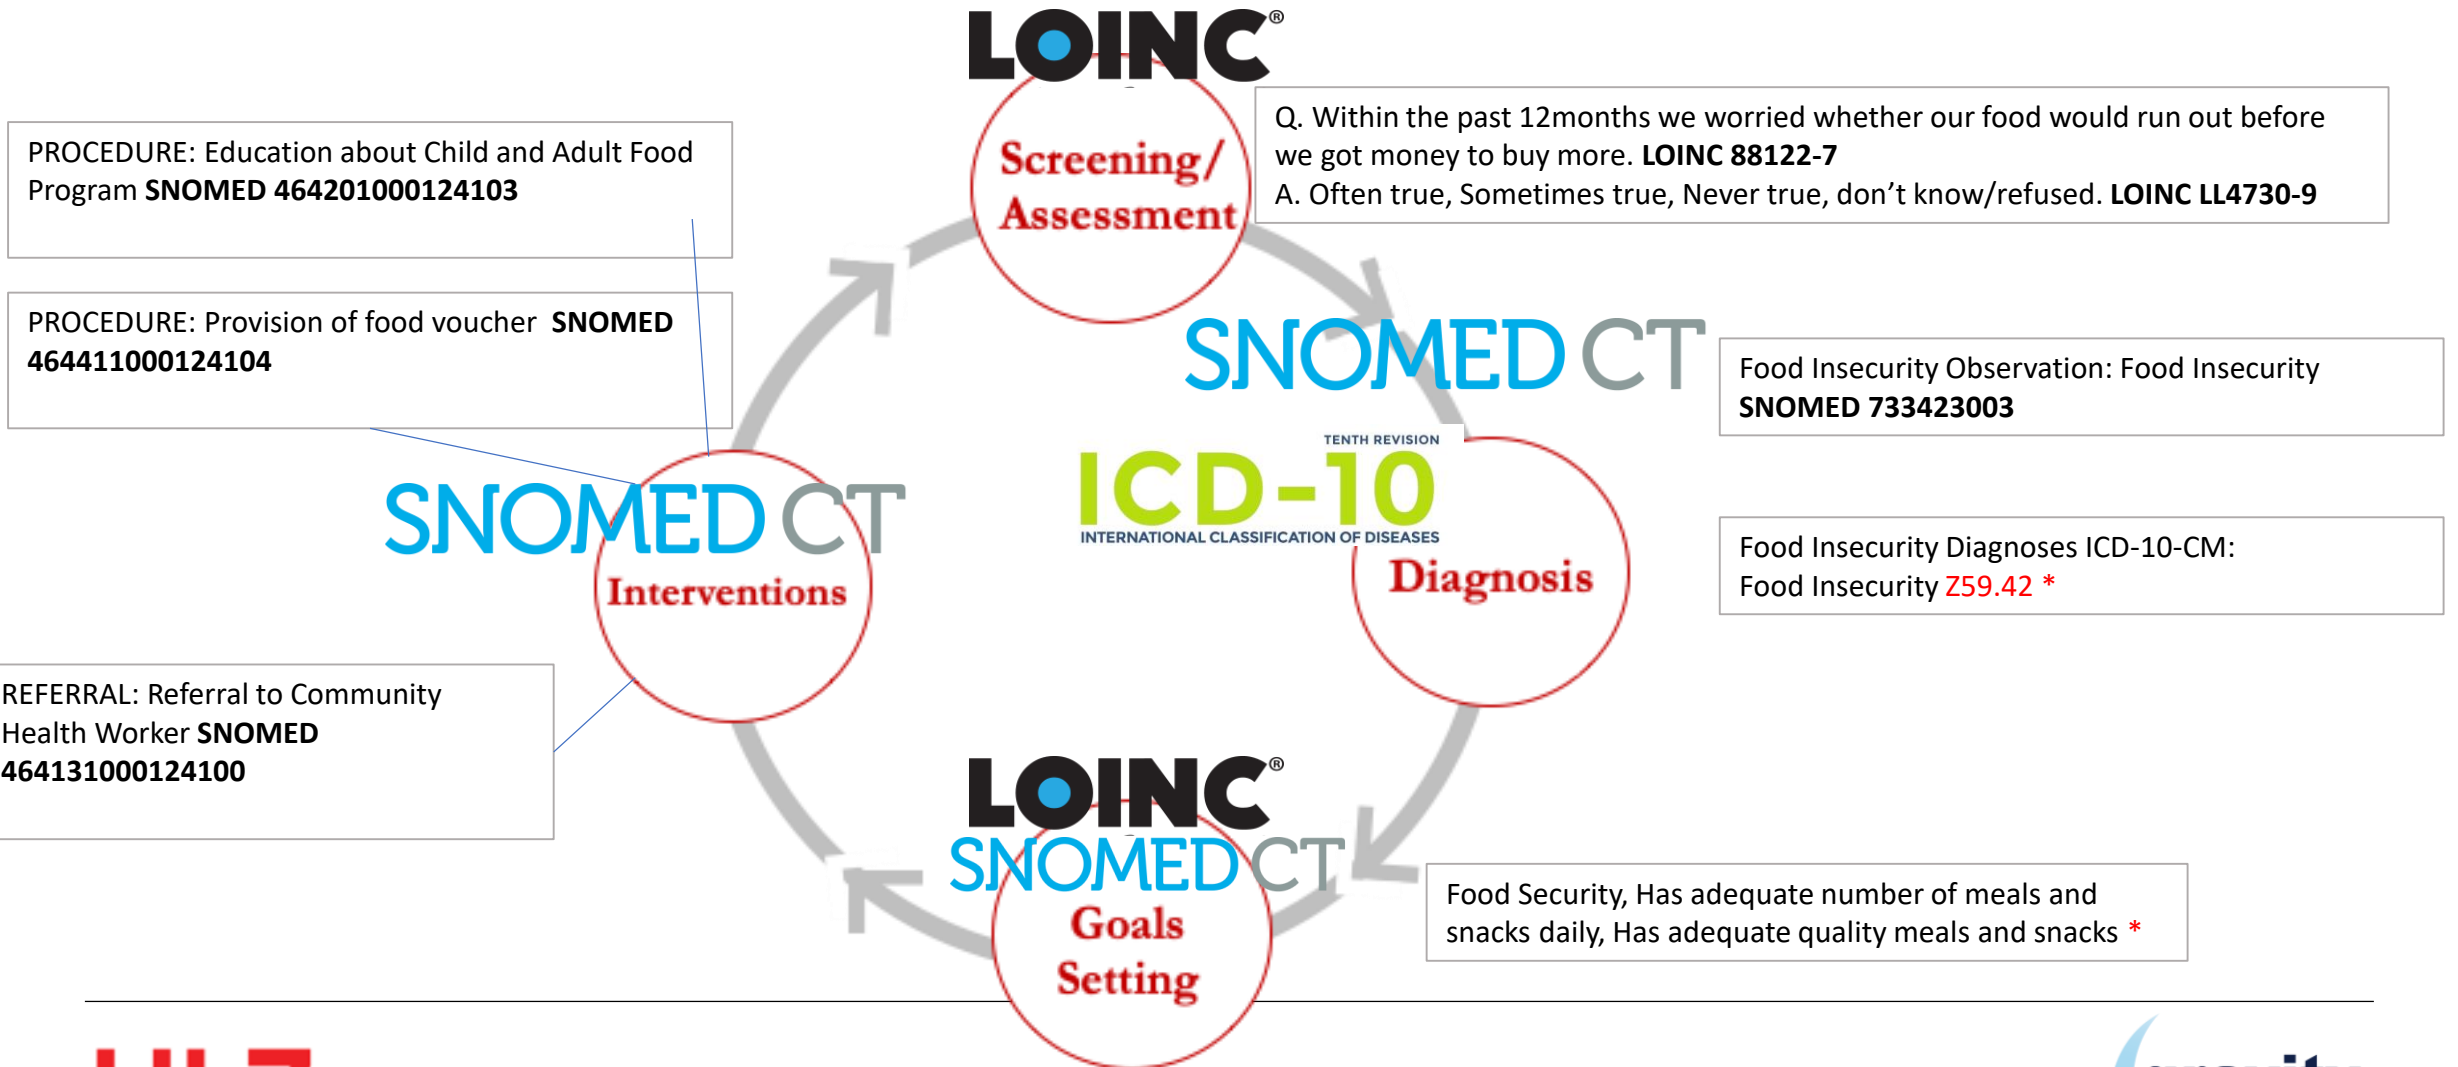 LOINC®
Screening/
Assessment
Q. Within the past 12months we worried whether our food would run out before
we got money to buy more. LOINC 88122-7
A. Often true, Sometimes true, Never true, don’t know/refused. LOINC LL4730-9
PROCEDURE: Education about Child and Adult Food
Program SNOMED 464201000124103
PROCEDURE: Provision of food voucher SNOMED
464411000124104
SNOMED CT
Food Insecurity Observation: Food Insecurity
SNOMED 733423003
TENTH REVISION
ICD-10
INTERNATIONAL CLASSIFICATION OF DISEASES
Diagnosis
Food Insecurity Diagnoses ICD-10-CM:
Food Insecurity Z59.42 *
SNOMED CT
Interventions
REFERRAL: Referral to Community
Health Worker SNOMED
464131000124100
LOINC®
SNOMED CT
Goals
Setting
Food Security, Has adequate number of meals and
snacks daily, Has adequate quality meals and snacks *